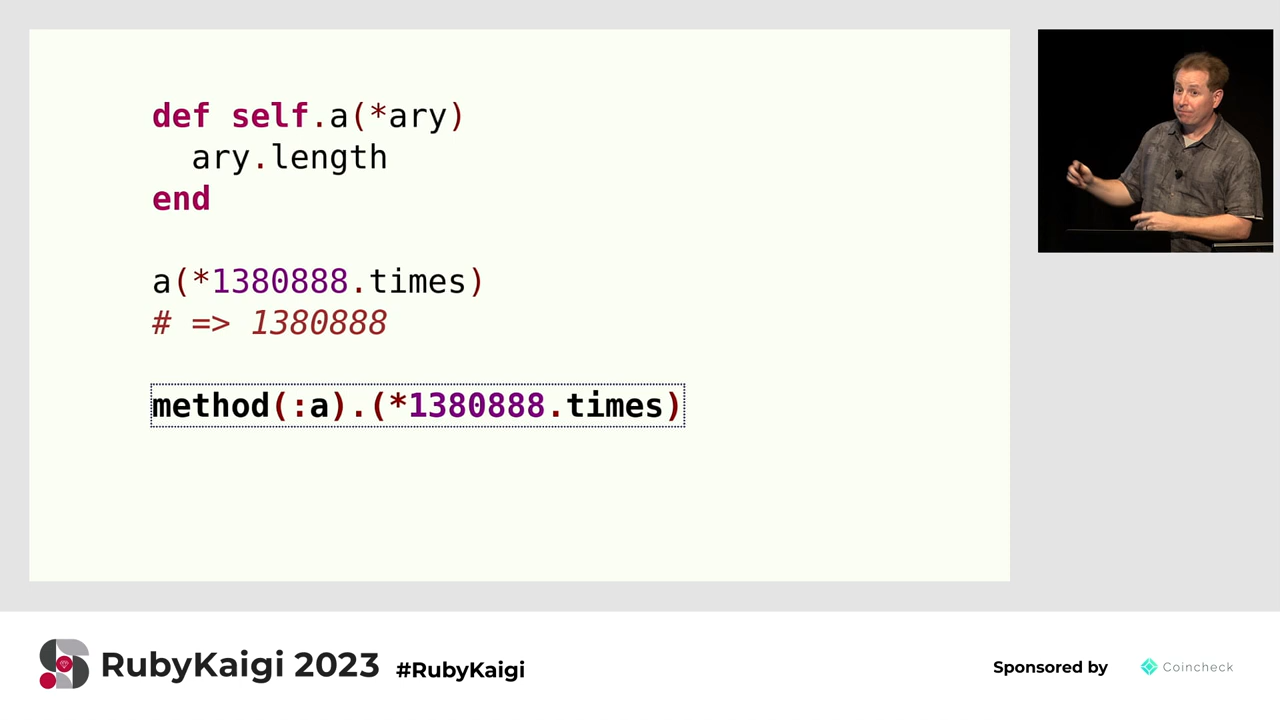 def self.a(*ary)
  ary.length
end
a(*1380888.times)
# => 1380888
method(:a).(*1380888.times)
RubyKaigi 2023 #RubyKaigi
Sponsored by Coincheck